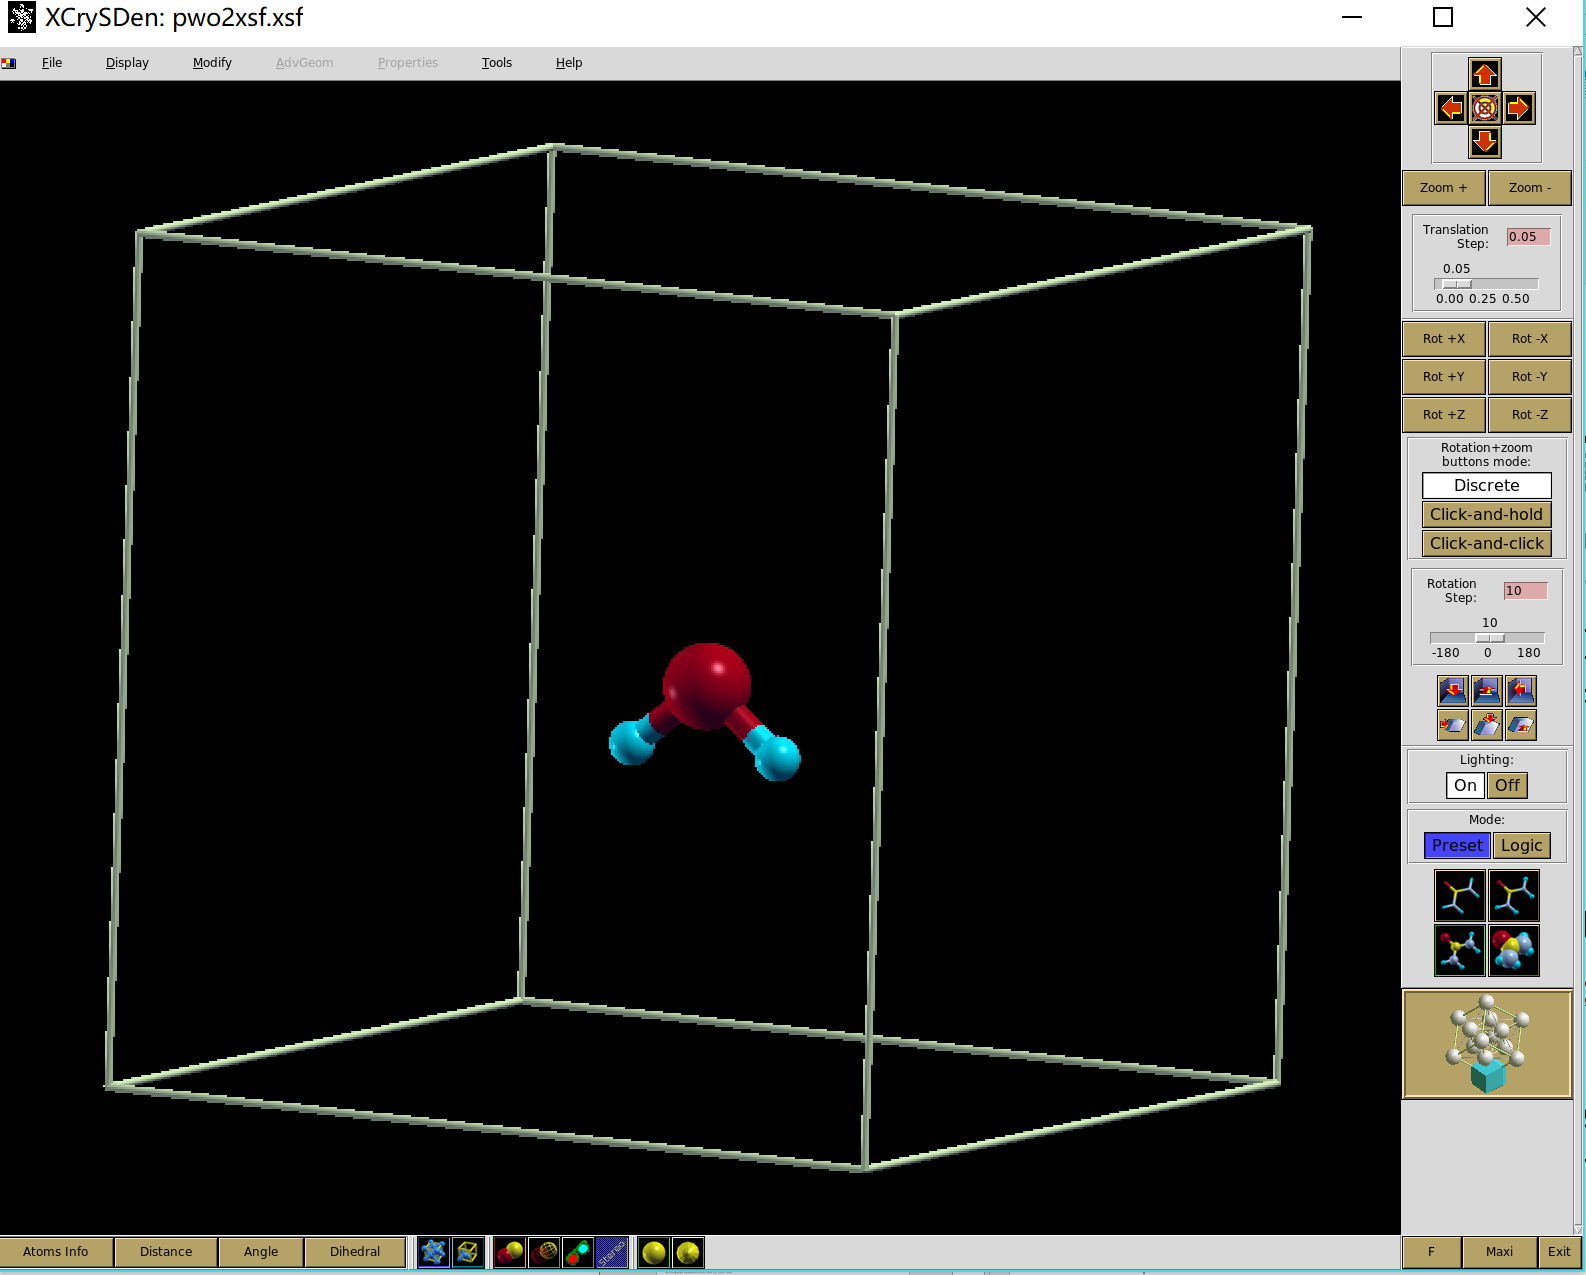 XCrySDen: pwo2xsf.xsf
File Display Modify AdvGeom Properties Tools Help
Zoom + Zoom -
Translation
Step: 0.05
0.05
0.00 0.25 0.50
Rot +X Rot -X
Rot +Y Rot -Y
Rot +Z Rot -Z
Rotation+zoom
buttons mode:
Discrete
Click-and-hold
Click-and-click
Rotation
Step: 10
10
-180 0 180
Lighting:
On Off
Mode:
Preset Logic
Atoms Info Distance Angle Dihedral stereo F Maxi Exit